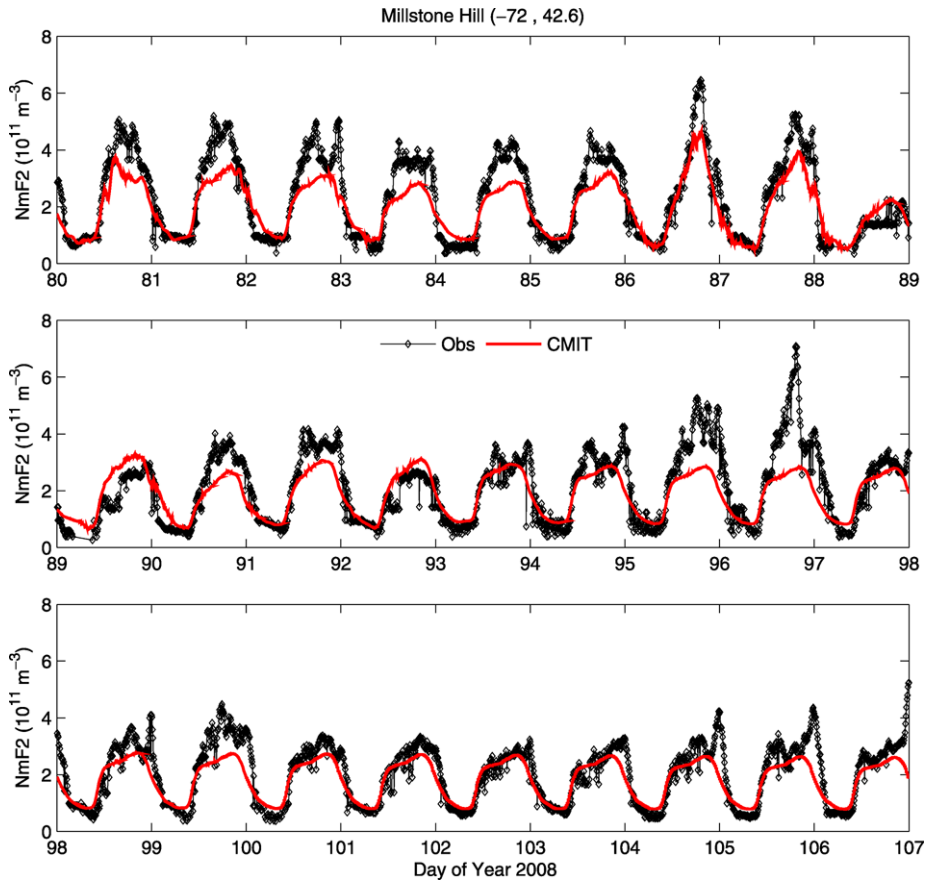 Millstone Hill (−72 , 42.6)
NmF2 (10¹¹ m⁻³)
8
6
4
2
0
80 81 82 83 84 85 86 87 88 89
NmF2 (10¹¹ m⁻³)
8
6
4
2
0
Obs CMIT
89 90 91 92 93 94 95 96 97 98
NmF2 (10¹¹ m⁻³)
8
6
4
2
0
98 99 100 101 102 103 104 105 106 107
Day of Year 2008